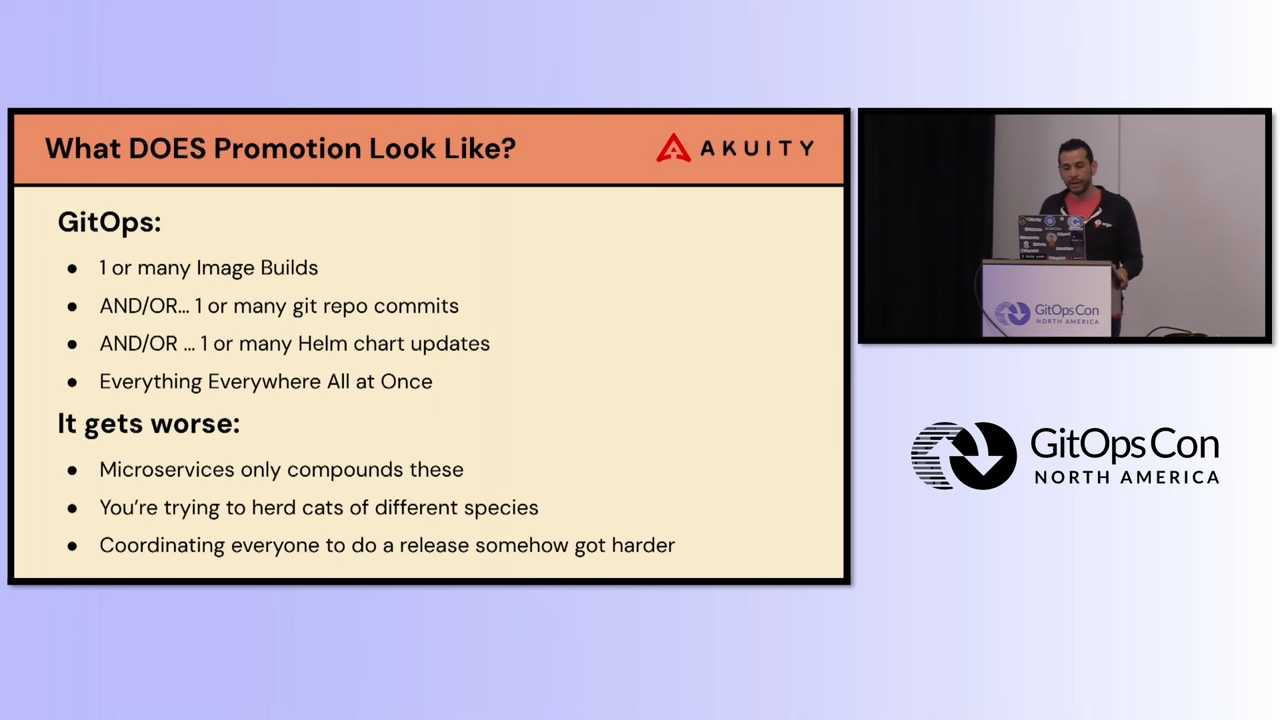 What DOES Promotion Look Like?
AKUITY
GitOps:
● 1 or many Image Builds
● AND/OR... 1 or many git repo commits
● AND/OR ... 1 or many Helm chart updates
● Everything Everywhere All at Once
It gets worse:
● Microservices only compounds these
● You're trying to herd cats of different species
● Coordinating everyone to do a release somehow got harder
GitOpsCon
NORTH AMERICA
GitOpsCon
NORTH AMERICA